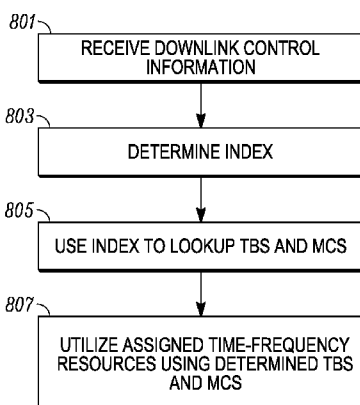 801
RECEIVE DOWNLINK CONTROL
INFORMATION
803
DETERMINE INDEX
805
USE INDEX TO LOOKUP TBS AND MCS
807
UTILIZE ASSIGNED TIME-FREQUENCY
RESOURCES USING DETERMINED TBS
AND MCS